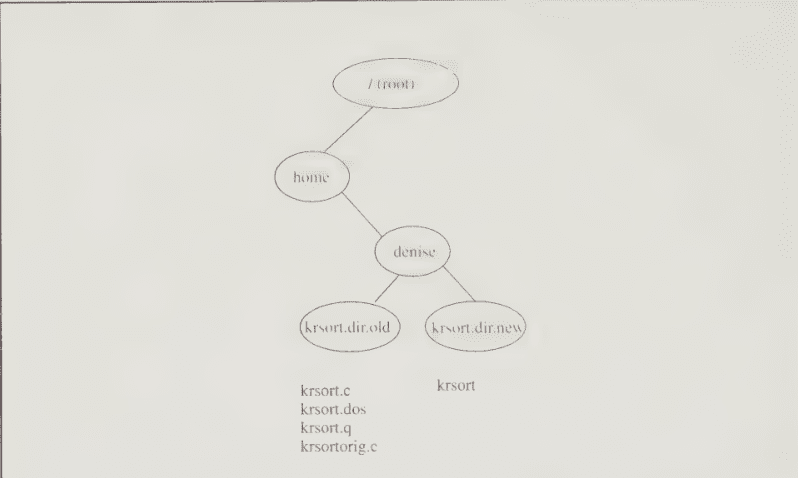 / (root)
home
denise
krsort.dir.old
krsort.dir.new
krsort.c
krsort.dos
krsort.q
krsortorig.c
krsort